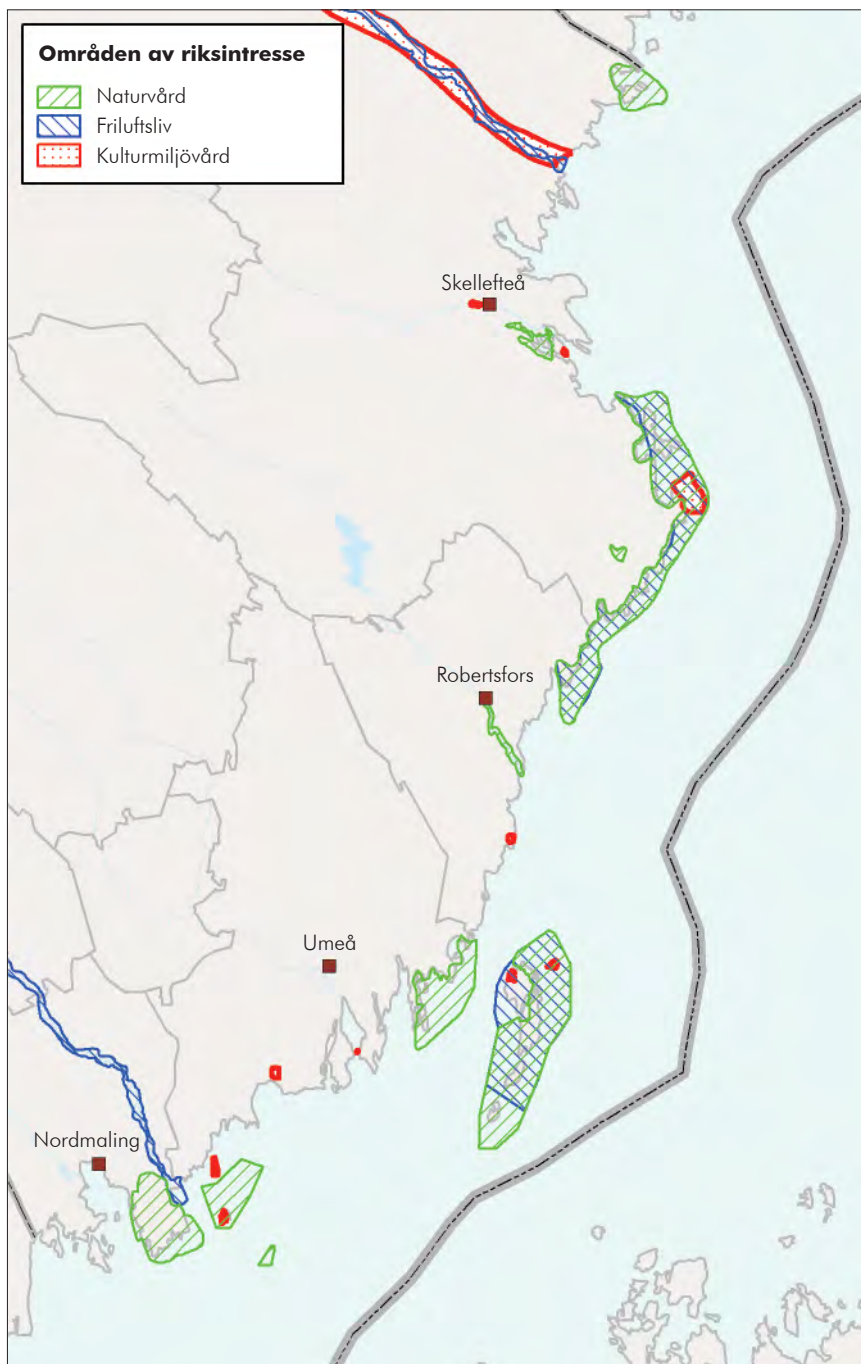 Områden av riksintresse
Naturvård
Friluftsliv
Kulturmiljövård
Skellefteå
Robertsfors
Umeå
Nordmaling